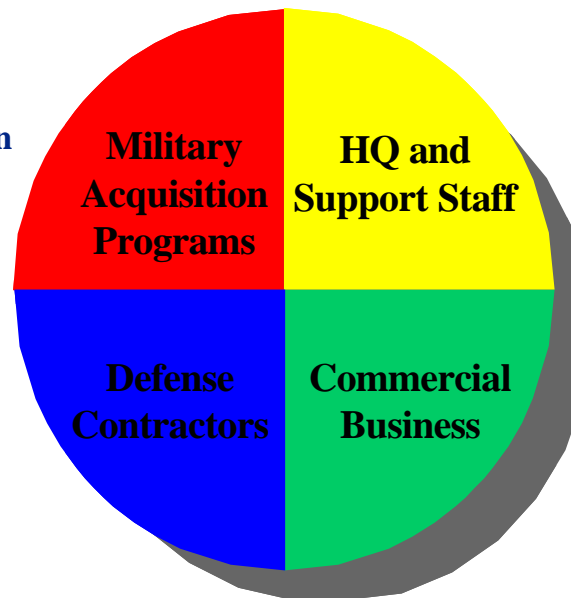 Military
Acquisition
Programs
HQ and
Support Staff
Defense
Contractors
Commercial
Business